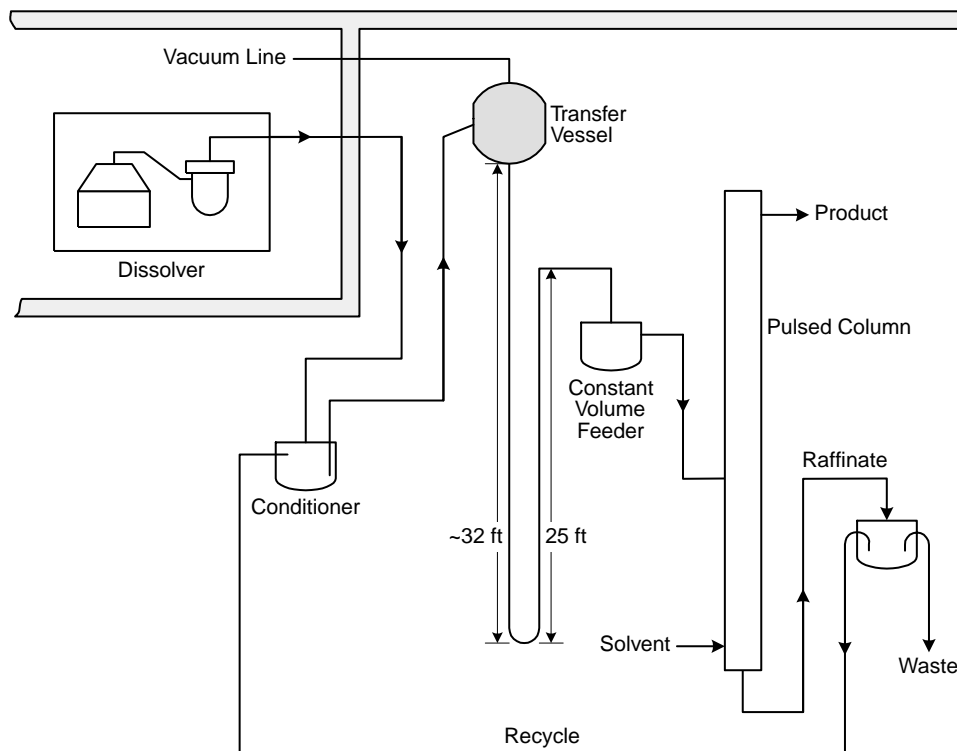 Vacuum Line
Transfer
Vessel
Dissolver
Product
Pulsed Column
Constant
Volume
Feeder
Raffinate
Conditioner
~32 ft
25 ft
Solvent
Waste
Recycle